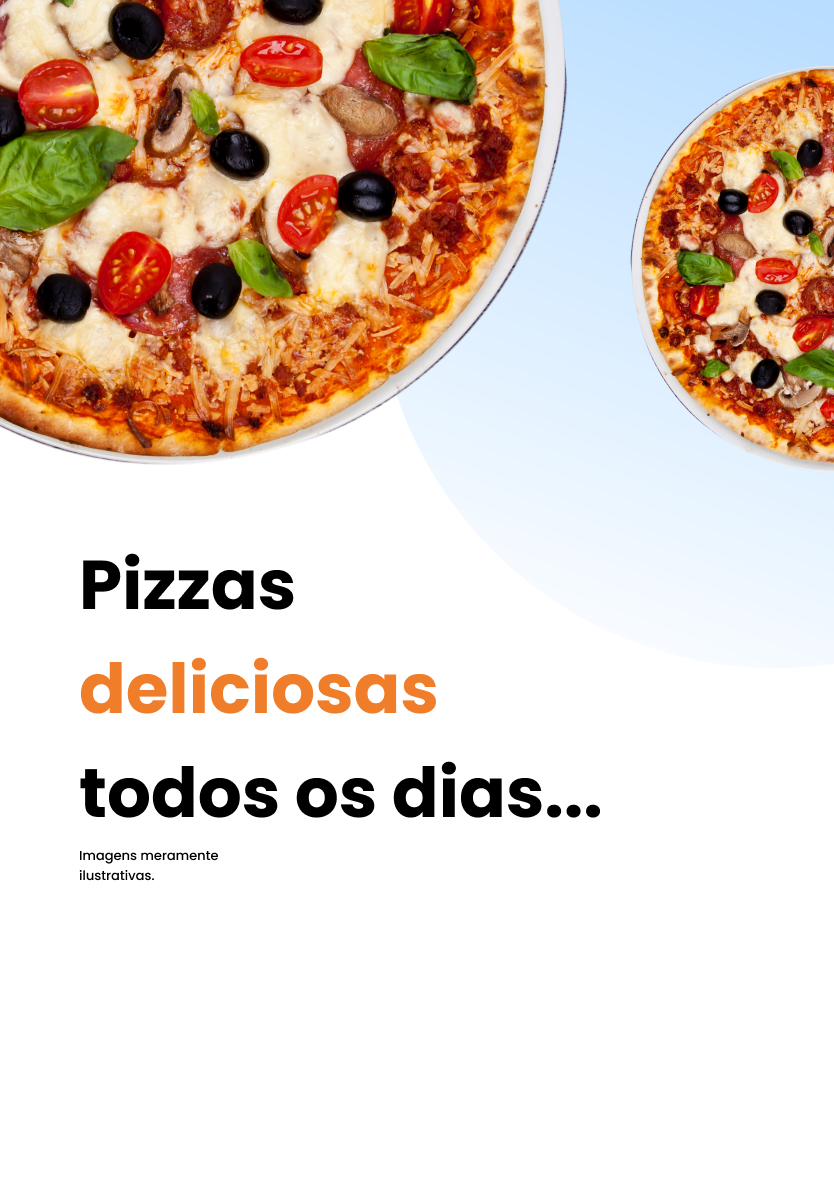 Pizzas
deliciosas
todos os dias...
Imagens meramente
ilustrativas.